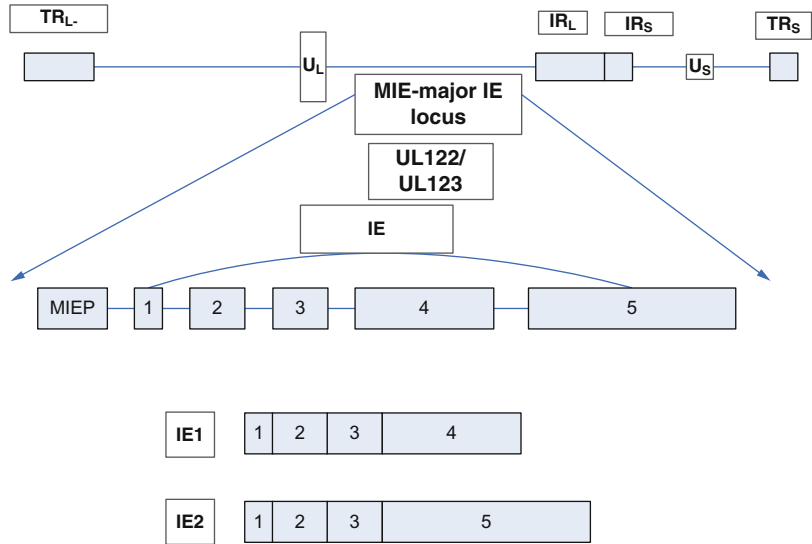 TRL-
IRL
IRS
TRS
UL
US
MIE-major IE
locus
UL122/
UL123
IE
MIEP 1 2 3 4 5
IE1 1 2 3 4
IE2 1 2 3 5